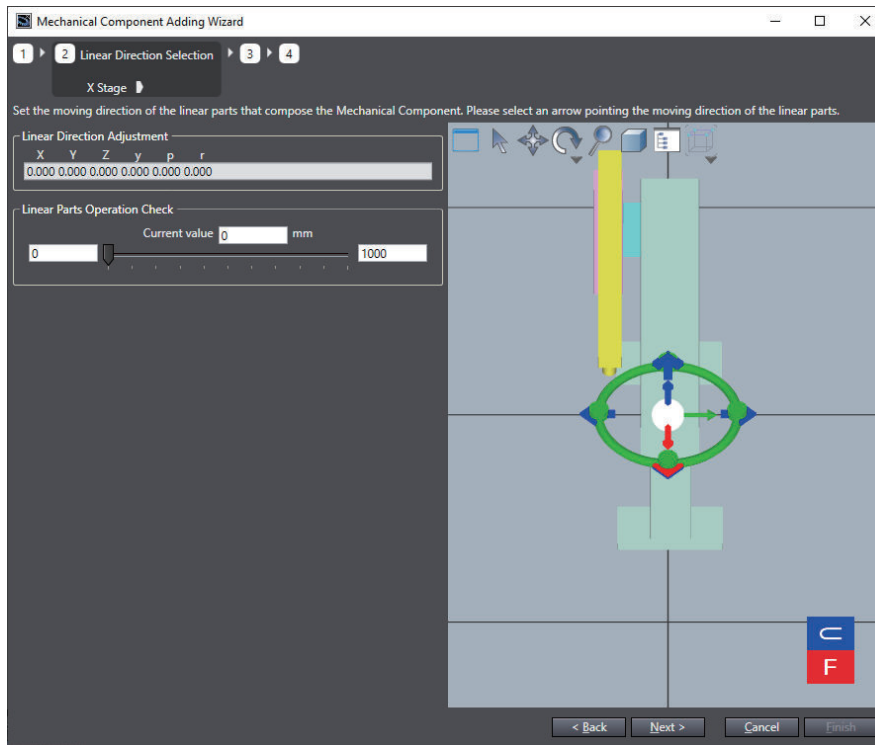 Mechanical Component Adding Wizard
1 2 Linear Direction Selection 3 4
X Stage
Set the moving direction of the linear parts that compose the Mechanical Component. Please select an arrow pointing the moving direction of the linear parts.
Linear Direction Adjustment
X Y Z y p r
0.000 0.000 0.000 0.000 0.000 0.000
Linear Parts Operation Check
Current value 0 mm
0 1000
F
< Back Next > Cancel Finish